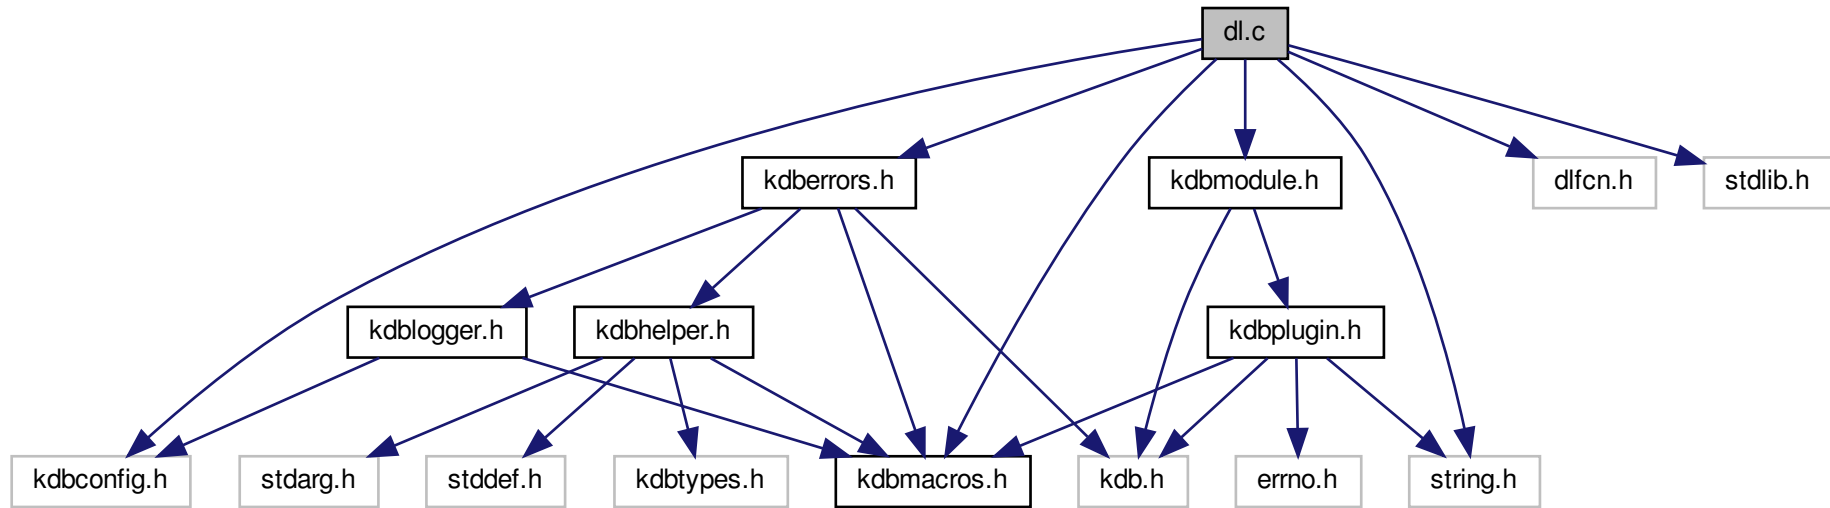 dl.c
kdberrors.h
kdbmodule.h
dlfcn.h
stdlib.h
kdblogger.h
kdbhelper.h
kdbplugin.h
kdbconfig.h
stdarg.h
stddef.h
kdbtypes.h
kdbmacros.h
kdb.h
errno.h
string.h